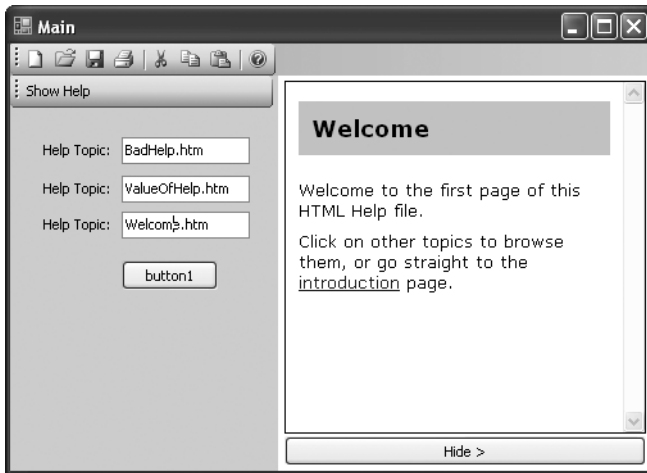 Main
Show Help
Help Topic: BadHelp.htm
Help Topic: ValueOfHelp.htm
Help Topic: Welcome.htm
button1
Welcome
Welcome to the first page of this
HTML Help file.
Click on other topics to browse
them, or go straight to the
introduction page.
Hide >